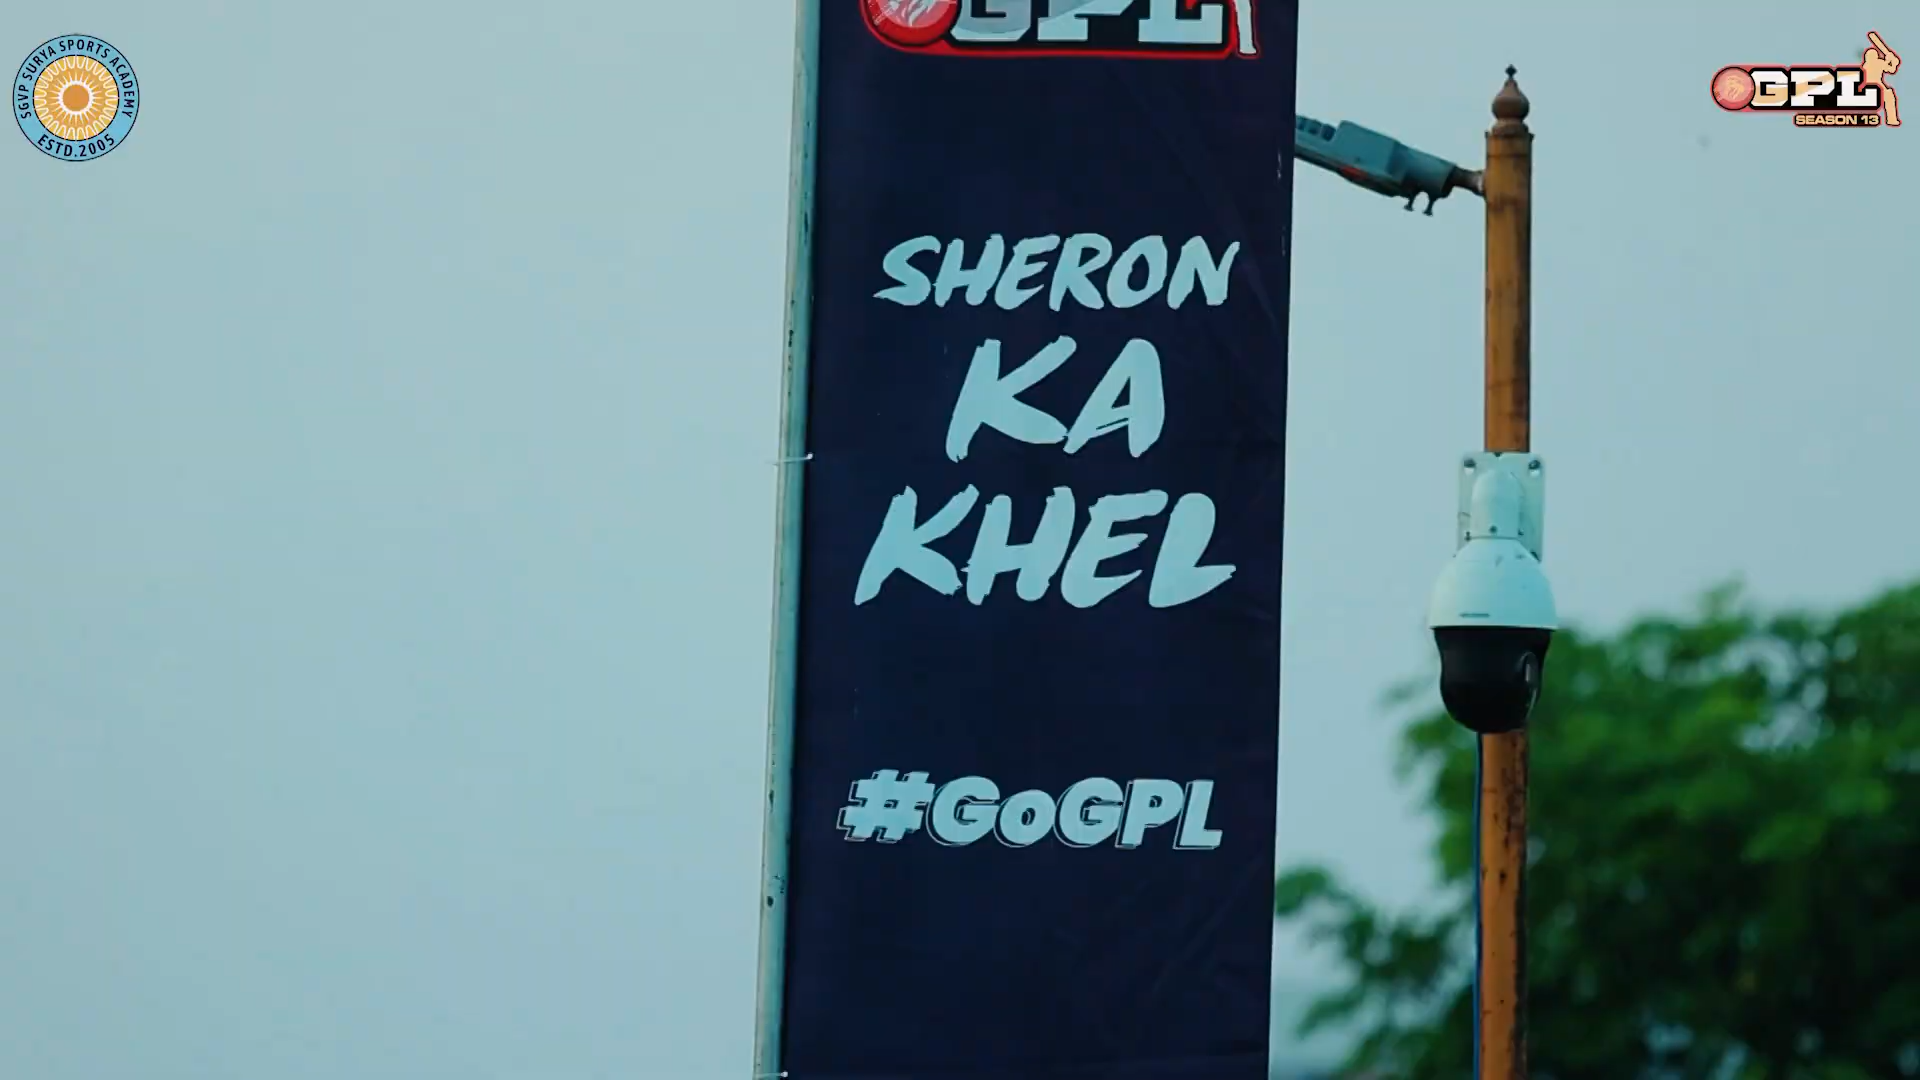 SGVP SURYA SPORTS ACADEMY
ESTD.2005
GPL
SEASON 13
GPL
SHERON
KA
KHEL
#GoGPL